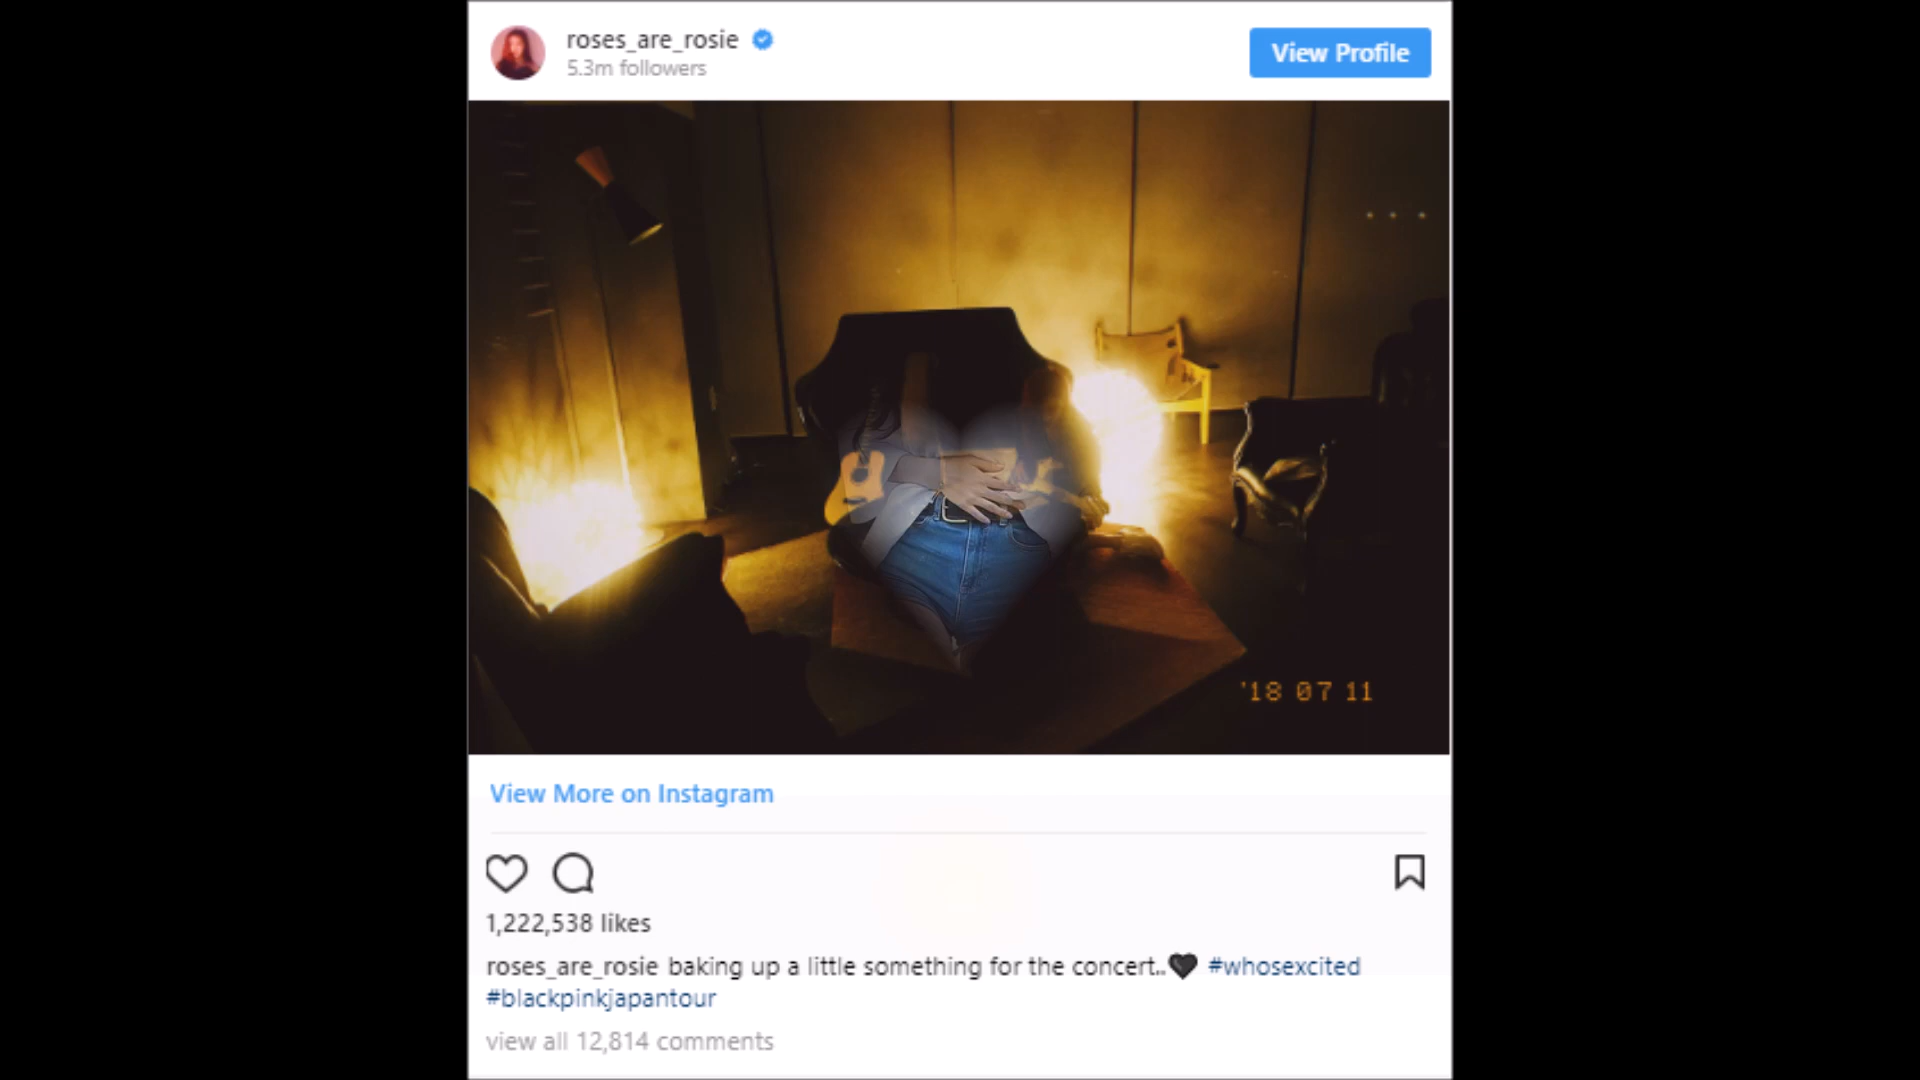 roses_are_rosie
5.3m followers
View Profile
'18 07 11
View More on Instagram
1,222,538 likes
roses_are_rosie baking up a little something for the concert..🖤 #whosexcited
#blackpinkjapantour
view all 12,814 comments